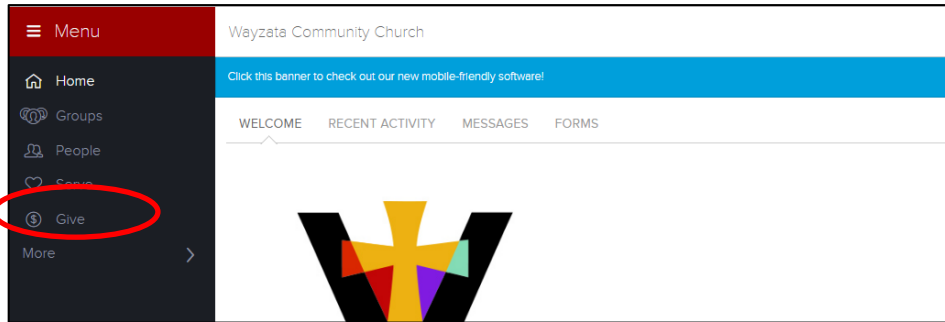 Menu
Wayzata Community Church
Click this banner to check out our new mobile-friendly software!
Home
Groups
People
Serve
Give
More
WELCOME RECENT ACTIVITY MESSAGES FORMS